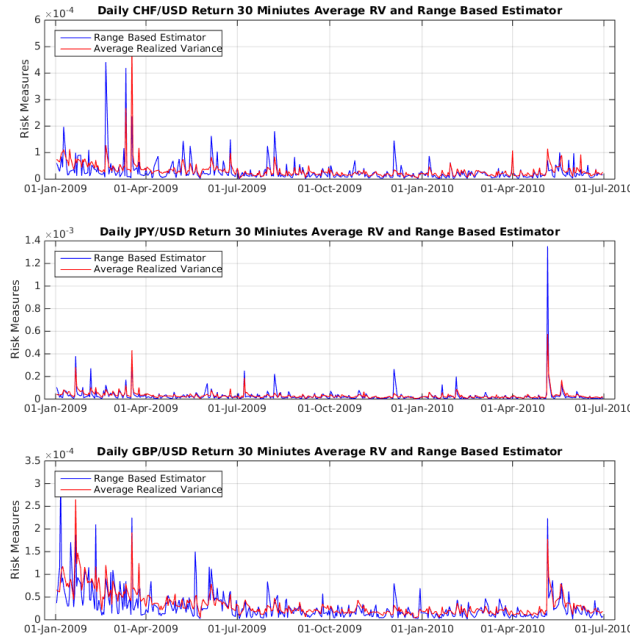 Daily CHF/USD Return 30 Miniutes Average RV and Range Based Estimator
×10⁻⁴
6
5
4
3
2
1
0
Risk Measures
Range Based Estimator
Average Realized Variance
01-Jan-2009 01-Apr-2009 01-Jul-2009 01-Oct-2009 01-Jan-2010 01-Apr-2010 01-Jul-2010
Daily JPY/USD Return 30 Miniutes Average RV and Range Based Estimator
×10⁻³
1.4
1.2
1
0.8
0.6
0.4
0.2
0
Risk Measures
Range Based Estimator
Average Realized Variance
01-Jan-2009 01-Apr-2009 01-Jul-2009 01-Oct-2009 01-Jan-2010 01-Apr-2010 01-Jul-2010
Daily GBP/USD Return 30 Miniutes Average RV and Range Based Estimator
×10⁻⁴
3.5
3
2.5
2
1.5
1
0.5
0
Risk Measures
Range Based Estimator
Average Realized Variance
01-Jan-2009 01-Apr-2009 01-Jul-2009 01-Oct-2009 01-Jan-2010 01-Apr-2010 01-Jul-2010